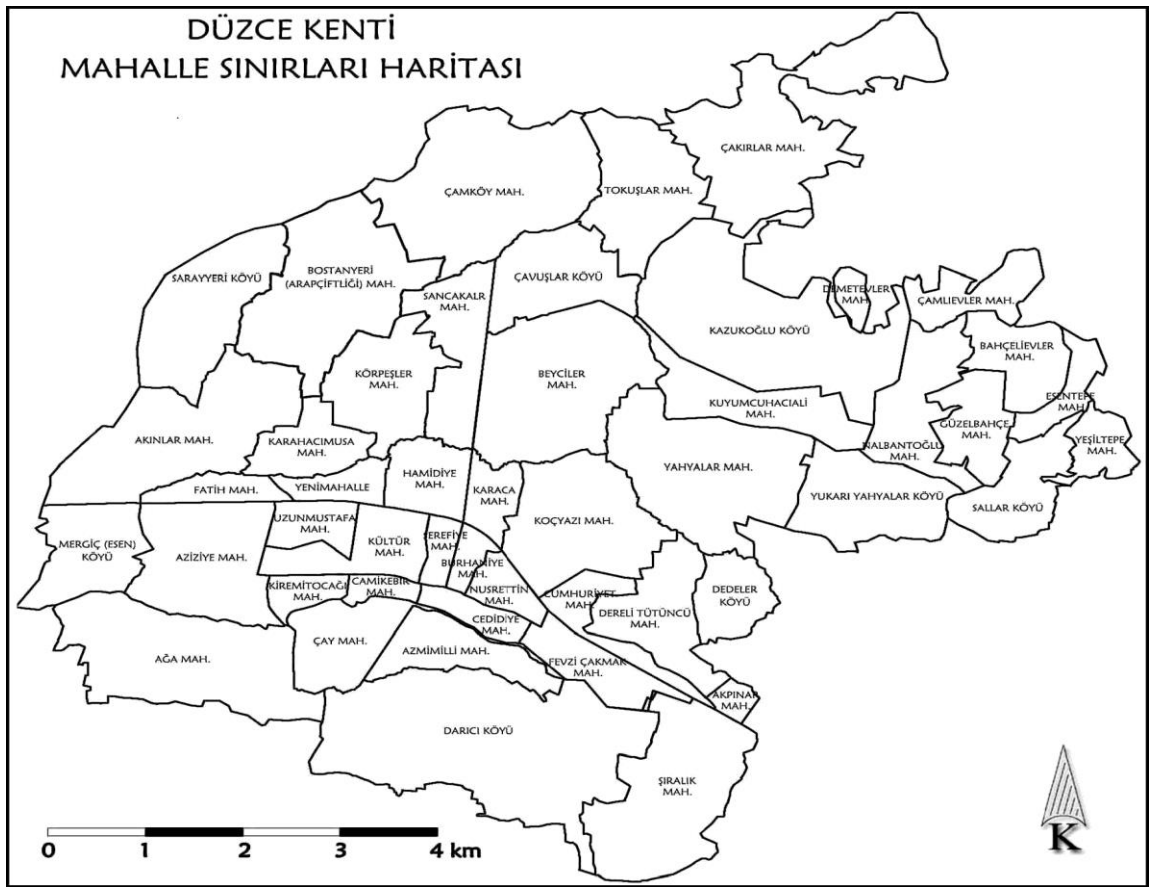 DÜZCE KENTİ
MAHALLE SINIRLARI HARİTASI
ÇAKIRLAR MAH.
ÇAMKÖY MAH.
TOKUŞLAR MAH.
SARAYYERİ KÖYÜ
BOSTANYERİ
(ARAPÇİFTLİĞİ) MAH.
SANCAKALR
MAH.
ÇAVUŞLAR KÖYÜ
DEMETEVLER
MAH.
ÇAMLIEVLER MAH.
KAZUKOĞLU KÖYÜ
BAHÇELİEVLER
MAH.
KÖRPEŞLER
MAH.
BEYCİLER
MAH.
KUYUMCUHACIALİ
MAH.
ESENTEPE
MAH.
GÜZELBAHÇE
MAH.
YEŞİLTEPE
MAH.
AKINLAR MAH.
KARAHACIMUSA
MAH.
NALBANTOĞLU
MAH.
HAMİDİYE
MAH.
YAHYALAR MAH.
FATİH MAH.
YENİMAHALLE
KARACA
MAH.
YUKARI YAHYALAR KÖYÜ
SALLAR KÖYÜ
UZUNMUSTAFA
MAH.
KOÇYAZI MAH.
MERGİÇ (ESEN)
KÖYÜ
AZİZİYE MAH.
KÜLTÜR
MAH.
ŞEREFİYE
MAH.
BURHANİYE
MAH.
KİREMİTOCAĞI
MAH.
CAMİKEBİR
MAH.
NUSRETTİN
MAH.
CUMHURİYET
MAH.
DERELİ TÜTÜNCÜ
MAH.
DEDELER
KÖYÜ
CEDİDİYE
MAH.
ÇAY MAH.
AZMİMİLLİ MAH.
AĞA MAH.
FEVZİ ÇAKMAK
MAH.
AKPINAR
MAH.
DARICI KÖYÜ
ŞIRALIK
MAH.
0 1 2 3 4 km
K